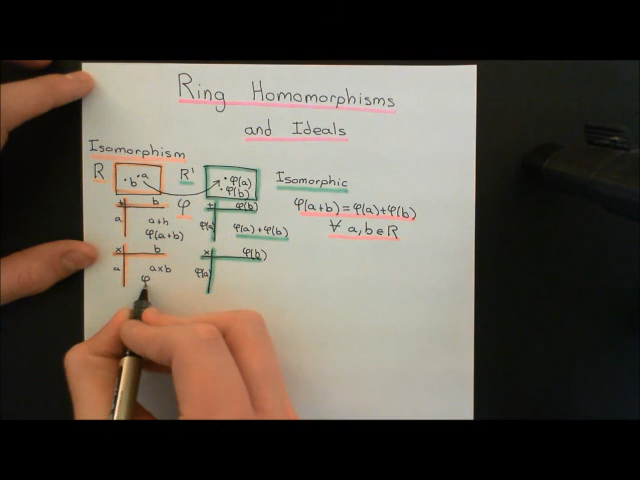 Ring Homomorphisms
and Ideals
Isomorphism
R
·b ·a
R'
·φ(a)
·φ(b)
φ
Isomorphic
φ(a+b)=φ(a)+φ(b)
∀ a,b∈R
+ b
a a+b
φ(a+b)
+ φ(b)
φ(a) φ(a)+φ(b)
x b
a a×b
φ
x φ(b)
φ(a)